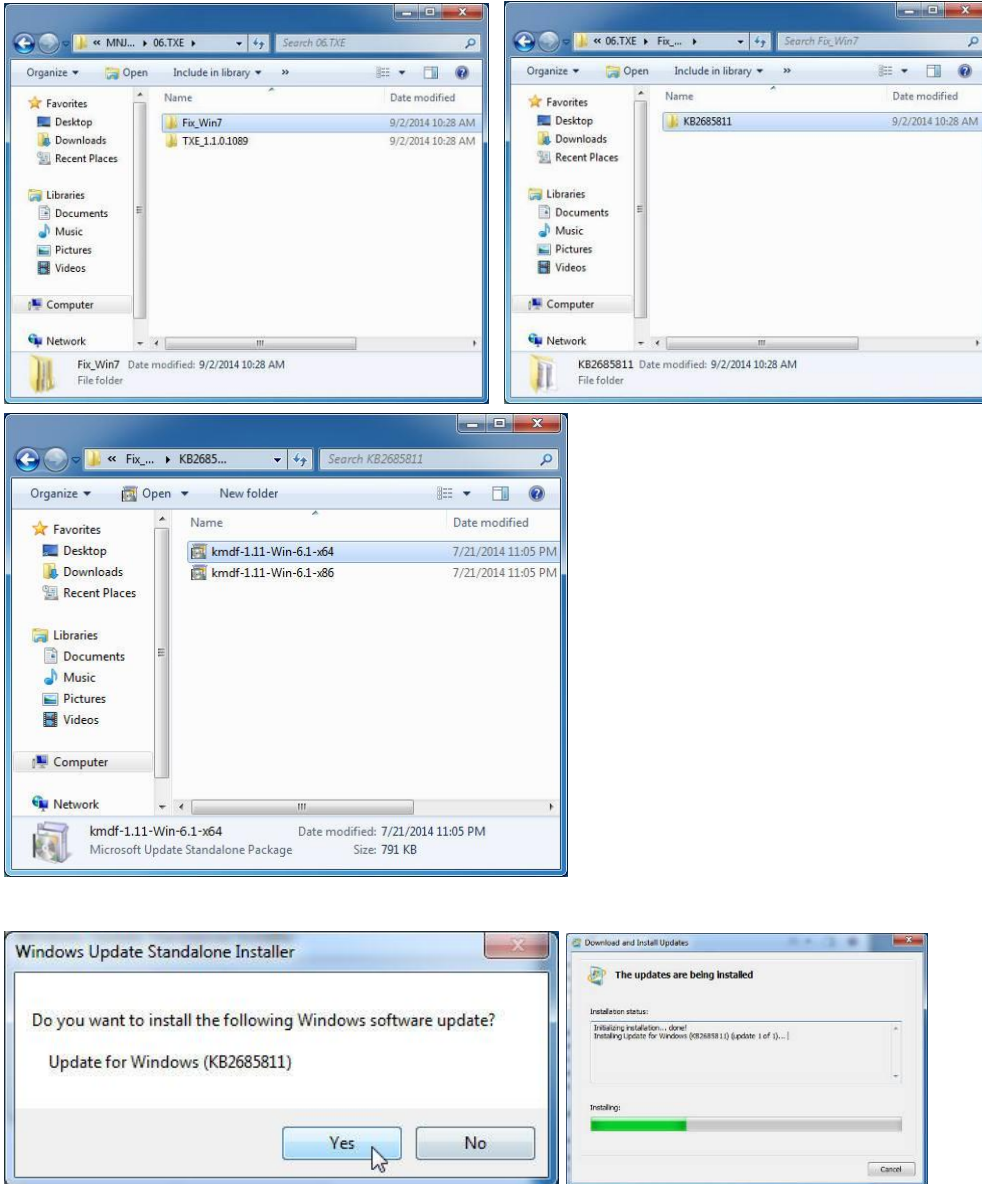 « MNJ... ▸ 06.TXE ▸
Search 06.TXE
Organize ▾ Open Include in library ▾ »
Favorites
Desktop
Downloads
Recent Places
Libraries
Documents
Music
Pictures
Videos
Computer
Network
Name Date modified
Fix_Win7 9/2/2014 10:28 AM
TXE_1.1.0.1089 9/2/2014 10:28 AM
Fix_Win7 Date modified: 9/2/2014 10:28 AM
File folder
« 06.TXE ▸ Fix_... ▸
Search Fix_Win7
Organize ▾ Open Include in library ▾ »
Favorites
Desktop
Downloads
Recent Places
Libraries
Documents
Music
Pictures
Videos
Computer
Network
Name Date modified
KB2685811 9/2/2014 10:28 AM
KB2685811 Date modified: 9/2/2014 10:28 AM
File folder
« Fix_... ▸ KB2685...
Search KB2685811
Organize ▾ Open ▾ New folder
Favorites
Desktop
Downloads
Recent Places
Libraries
Documents
Music
Pictures
Videos
Computer
Network
Name Date modified
kmdf-1.11-Win-6.1-x64 7/21/2014 11:05 PM
kmdf-1.11-Win-6.1-x86 7/21/2014 11:05 PM
kmdf-1.11-Win-6.1-x64 Date modified: 7/21/2014 11:05 PM
Microsoft Update Standalone Package Size: 791 KB
Windows Update Standalone Installer
Do you want to install the following Windows software update?
Update for Windows (KB2685811)
Yes No
Download and Install Updates
The updates are being installed
Installation status:
Initializing installation... done!
Installing Update for Windows (KB2685811) (update 1 of 1)...
Installing:
Cancel